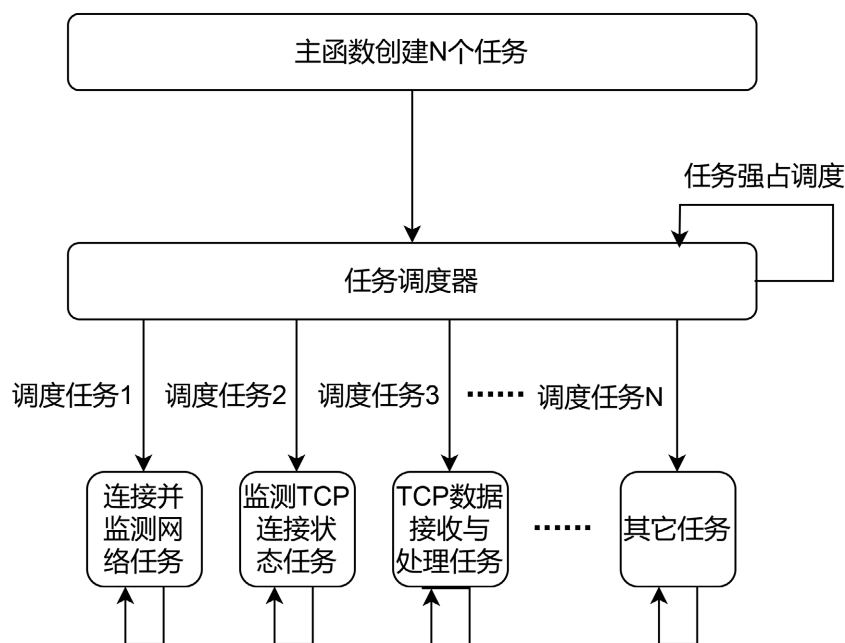 主函数创建N个任务
任务强占调度
任务调度器
调度任务1
调度任务2
调度任务3
······
调度任务N
连接并
监测网
络任务
监测TCP
连接状
态任务
TCP数据
接收与
处理任务
······
其它任务